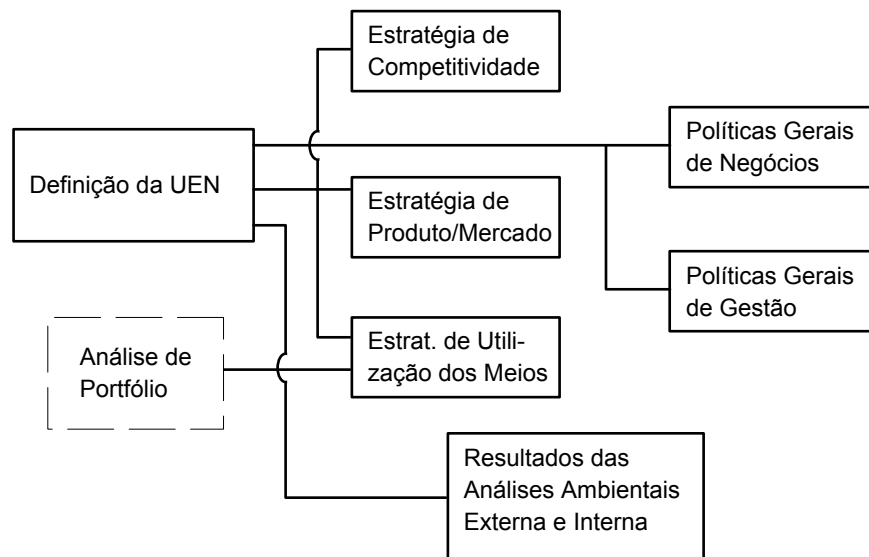 Estratégia de
Competitividade
Políticas Gerais
de Negócios
Definição da UEN
Estratégia de
Produto/Mercado
Políticas Gerais
de Gestão
Análise de
Portfólio
Estrat. de Utili-
zação dos Meios
Resultados das
Análises Ambientais
Externa e Interna